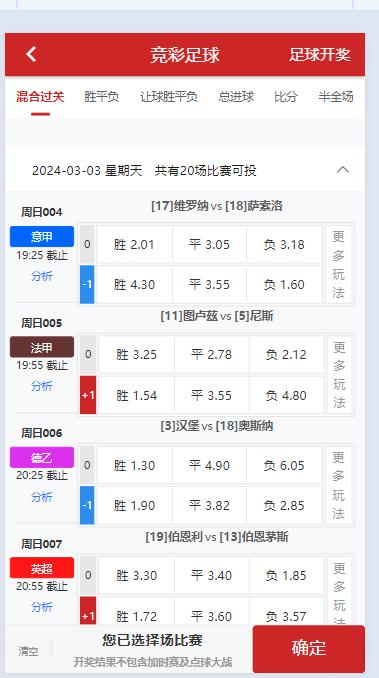 竞彩足球 足球开奖
混合过关 胜平负 让球胜平负 总进球 比分 半全场
2024-03-03 星期天 共有20场比赛可投
周日004 [17]维罗纳 vs [18]萨索洛
意甲 0 胜 2.01 平 3.05 负 3.18 更多玩法
19:25 截止
分析 -1 胜 4.30 平 3.55 负 1.60
周日005 [11]图卢兹 vs [5]尼斯
法甲 0 胜 3.25 平 2.78 负 2.12 更多玩法
19:55 截止
分析 +1 胜 1.54 平 3.55 负 4.80
周日006 [3]汉堡 vs [18]奥斯纳
德乙 0 胜 1.30 平 4.90 负 6.05 更多玩法
20:25 截止
分析 -1 胜 1.90 平 3.82 负 2.85
周日007 [19]伯恩利 vs [13]伯恩茅斯
英超 0 胜 3.30 平 3.40 负 1.85 更多玩法
20:55 截止
分析 +1 胜 1.72 平 3.60 负 3.57
清空 您已选择场比赛 确定
开奖结果不包含加时赛及点球大战